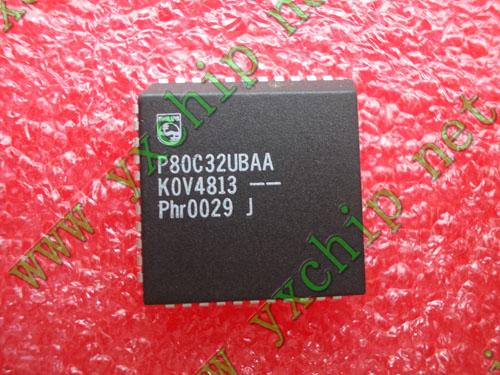 PHILIPS
P80C32UBAA
K0V4813 ——
Phr0029 J
www.yxchip.net
www.yxchip.net
www.yxchip.net